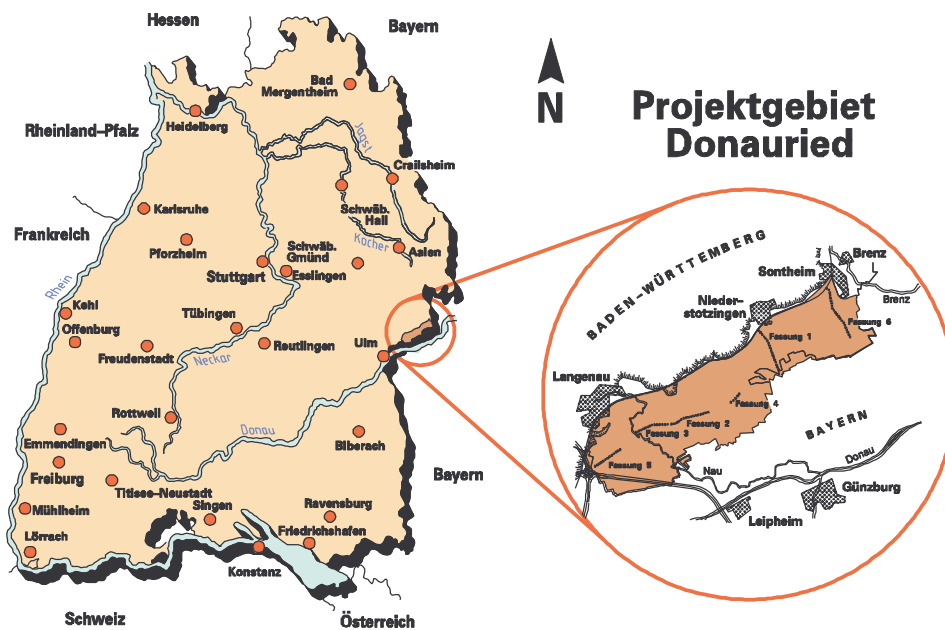 Hessen
Bayern
Bad
Mergentheim
Heidelberg
Rheinland-Pfalz
Jagst
Crailsheim
Schwäb.
Hall
Karlsruhe
Kocher
Aalen
Frankreich
Pforzheim
Schwäb.
Gmünd
Stuttgart
Esslingen
Rhein
Kehl
Offenburg
Tübingen
Freudenstadt
Reutlingen
Neckar
Ulm
Rottweil
Donau
Emmendingen
Biberach
Freiburg
Bayern
Titisee-Neustadt
Mühlheim
Singen
Ravensburg
Lörrach
Friedrichshafen
Konstanz
Schweiz
Österreich
N
Projektgebiet
Donauried
BADEN-WÜRTTEMBERG
Sontheim
Brenz
Brenz
Nieder-
stotzingen
Fassung 1
Fassung 6
Langenau
Fassung 4
Fassung 2
Fassung 3
Fassung 5
BAYERN
Nau
Donau
Günzburg
Leipheim